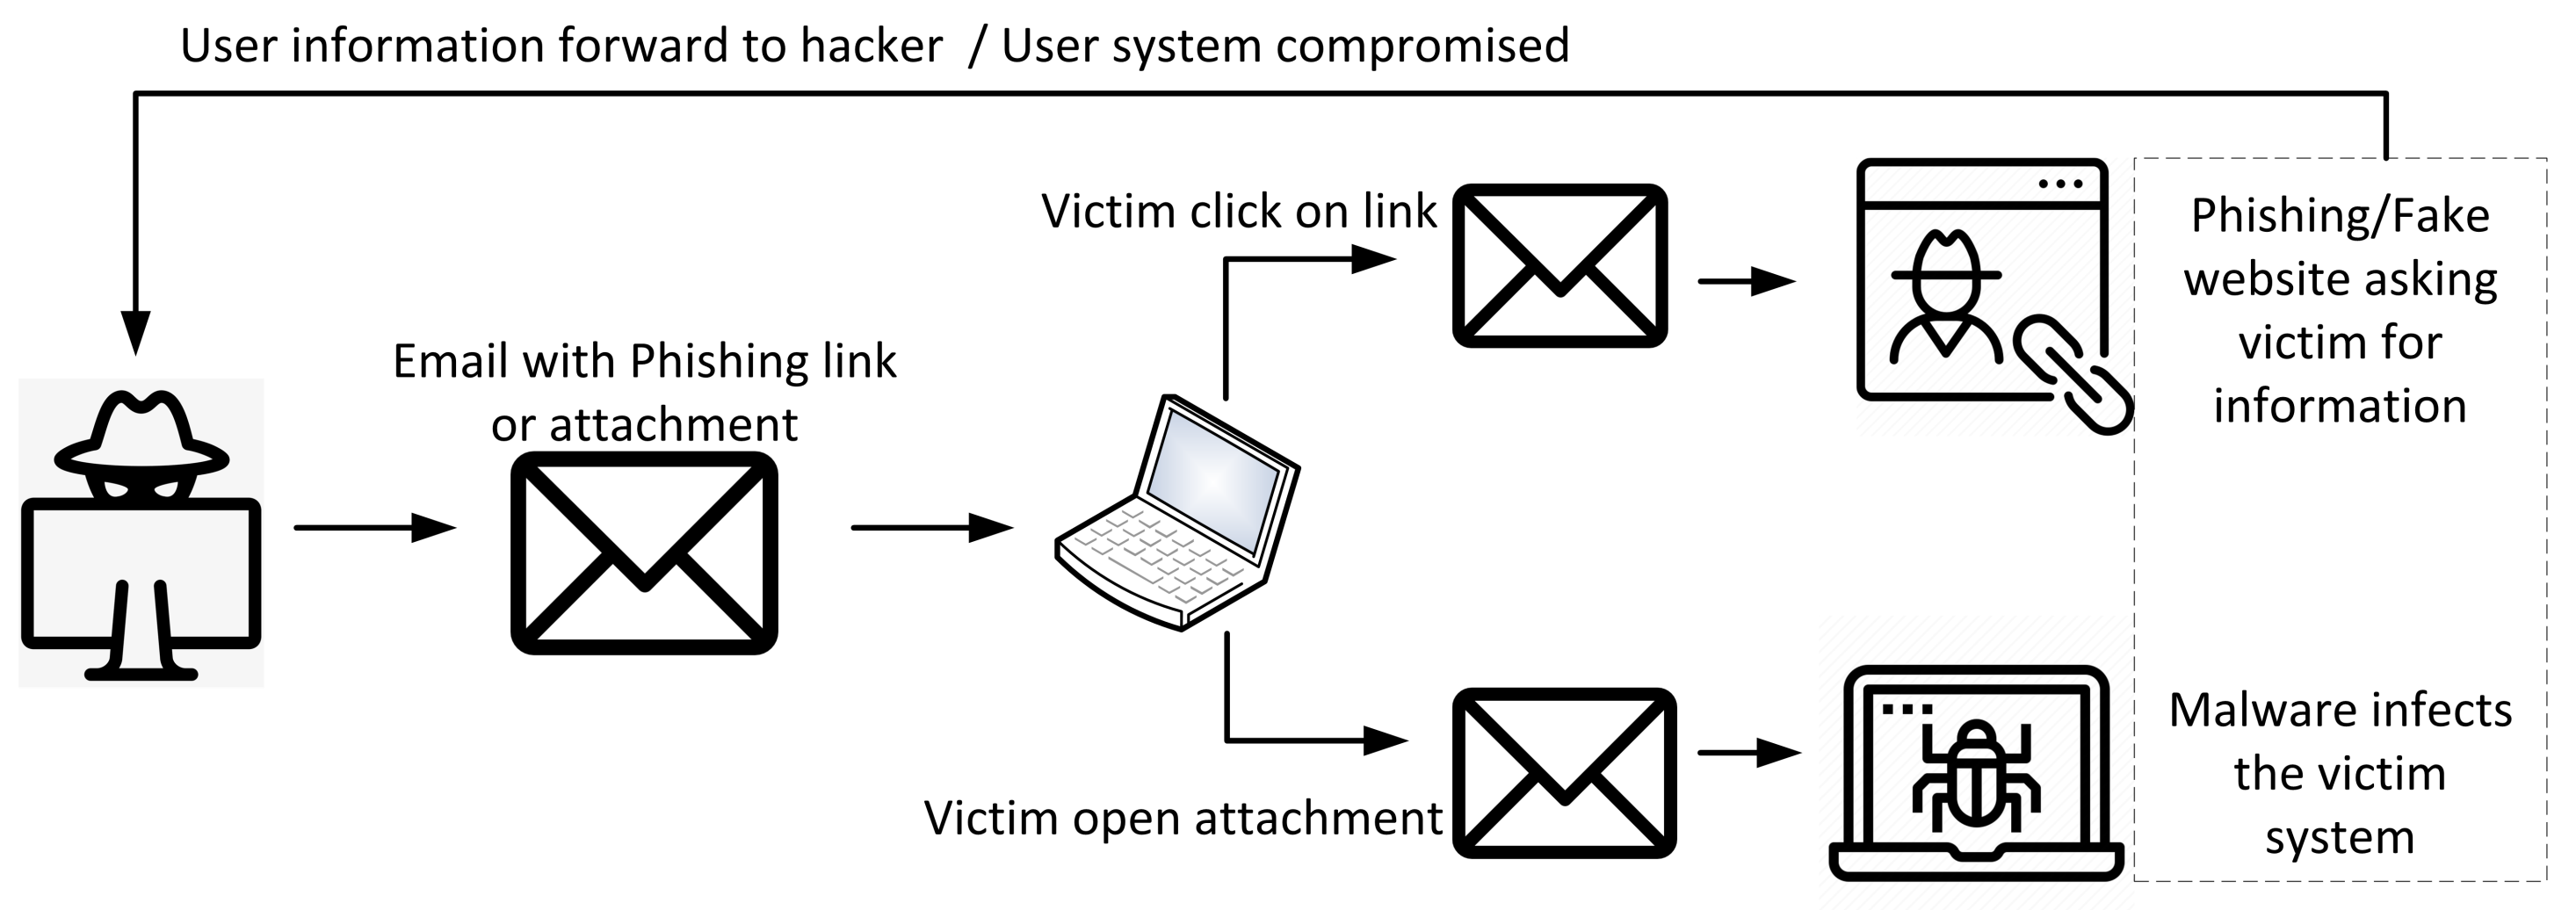 User information forward to hacker / User system compromised
Email with Phishing link
or attachment
Victim click on link
Phishing/Fake
website asking
victim for
information
Victim open attachment
Malware infects
the victim
system